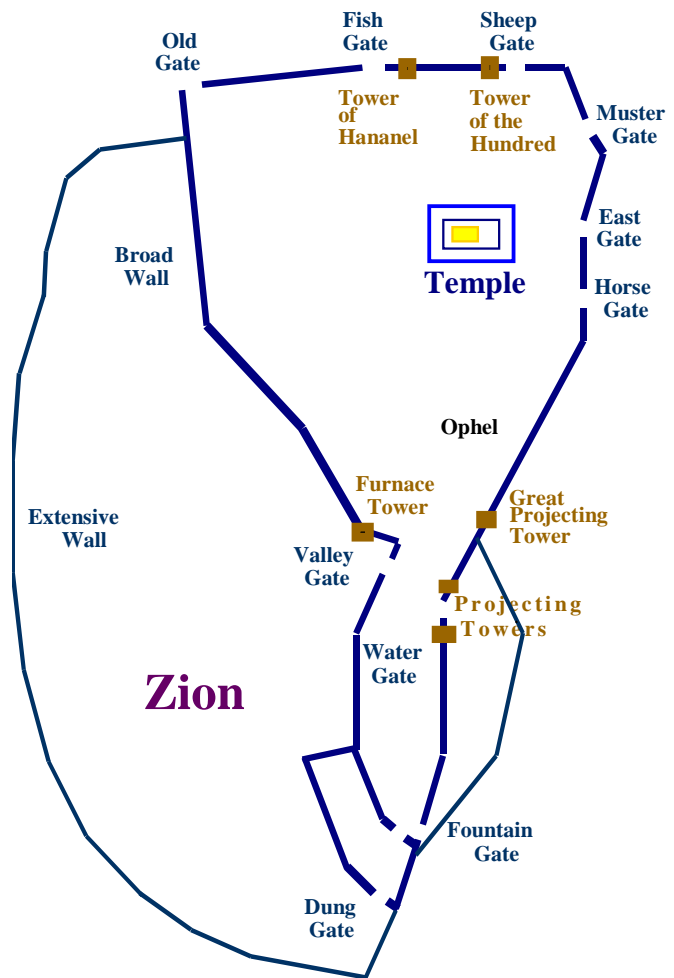 Fish
Gate
Sheep
Gate
Old
Gate
Tower
of
Hananel
Tower
of the
Hundred
Muster
Gate
East
Gate
Broad
Wall
Temple
Horse
Gate
Ophel
Furnace
Tower
Great
Projecting
Tower
Extensive
Wall
Valley
Gate
Projecting
Towers
Water
Gate
Zion
Fountain
Gate
Dung
Gate